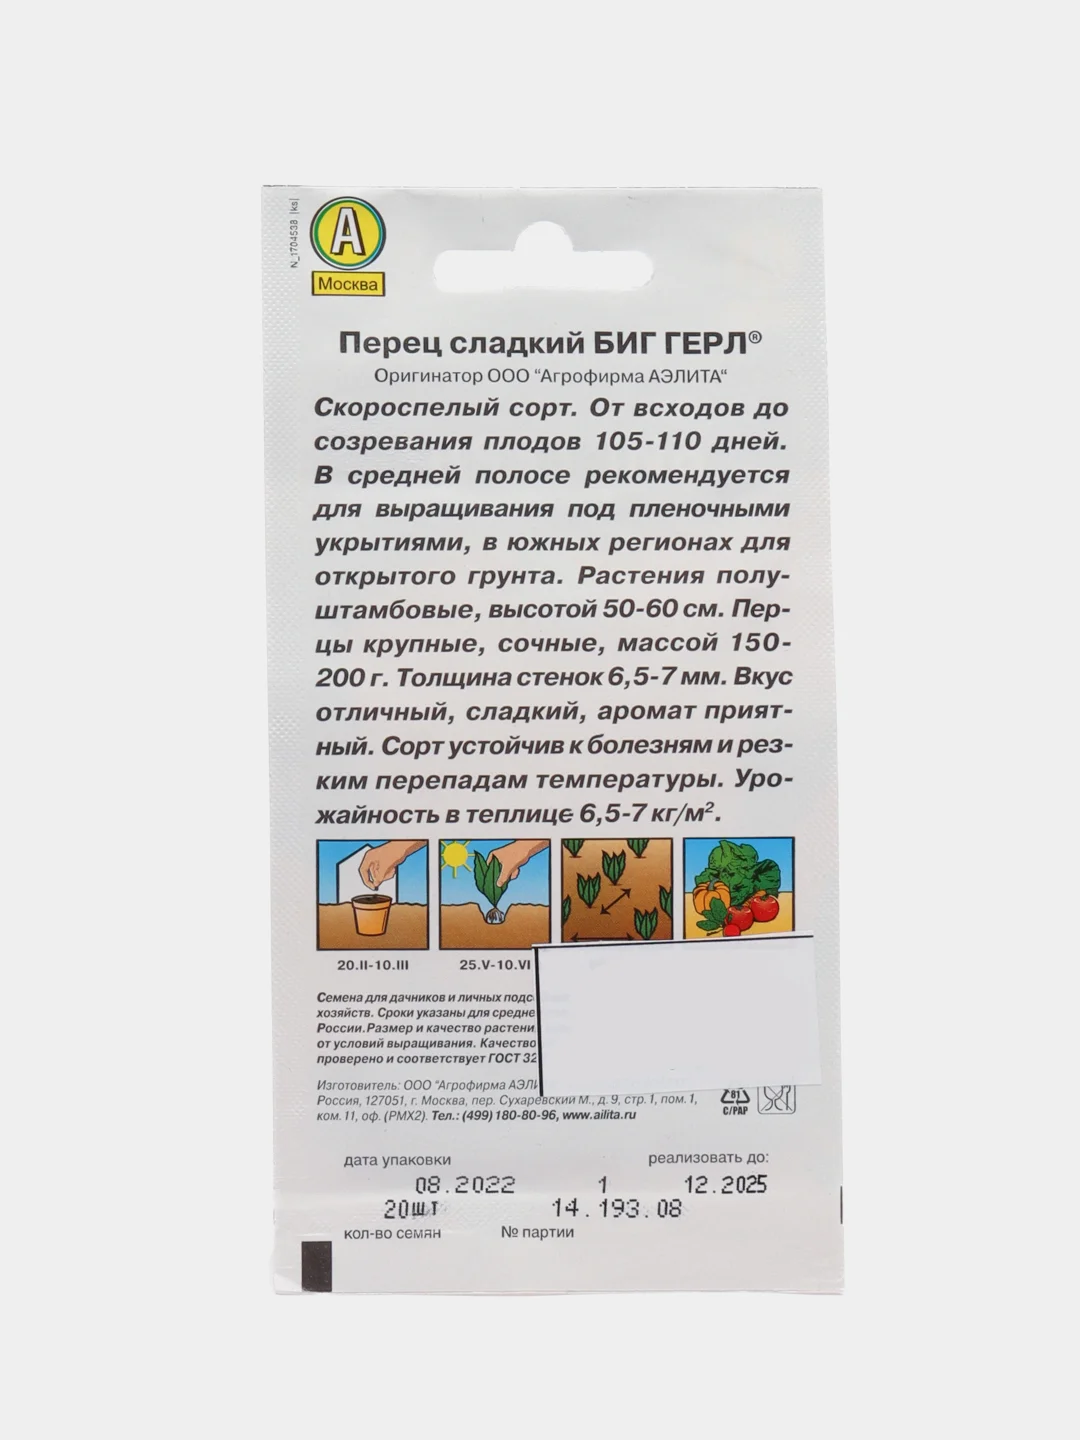 N_1704538 |ks|
А
Москва
Перец сладкий БИГ ГЕРЛ®
Оригинатор ООО “Агрофирма АЭЛИТА“
Скороспелый сорт. От всходов до
созревания плодов 105-110 дней.
В средней полосе рекомендуется
для выращивания под пленочными
укрытиями, в южных регионах для
открытого грунта. Растения полу-
штамбовые, высотой 50-60 см. Пер-
цы крупные, сочные, массой 150-
200 г. Толщина стенок 6,5-7 мм. Вкус
отличный, сладкий, аромат прият-
ный. Сорт устойчив к болезням и рез-
ким перепадам температуры. Уро-
жайность в теплице 6,5-7 кг/м².
20.II-10.III
25.V-10.VI
Семена для дачников и личных
хозяйств. Сроки указаны для
России. Размер и качество
от условий выращивания. Качество
проверено и соответствует ГОСТ
Изготовитель: ООО “Агрофирма
Россия, 127051, г. Москва, пер. Сухаревский М., д. 9, стр. 1, пом. 1,
ком. 11, оф. (РМХ2). Тел.: (499) 180-80-96, www.ailita.ru
81
C/PAP
дата упаковки
реализовать до:
08.2022 1 12.2025
20ШТ 14.193.08
кол-во семян
№ партии